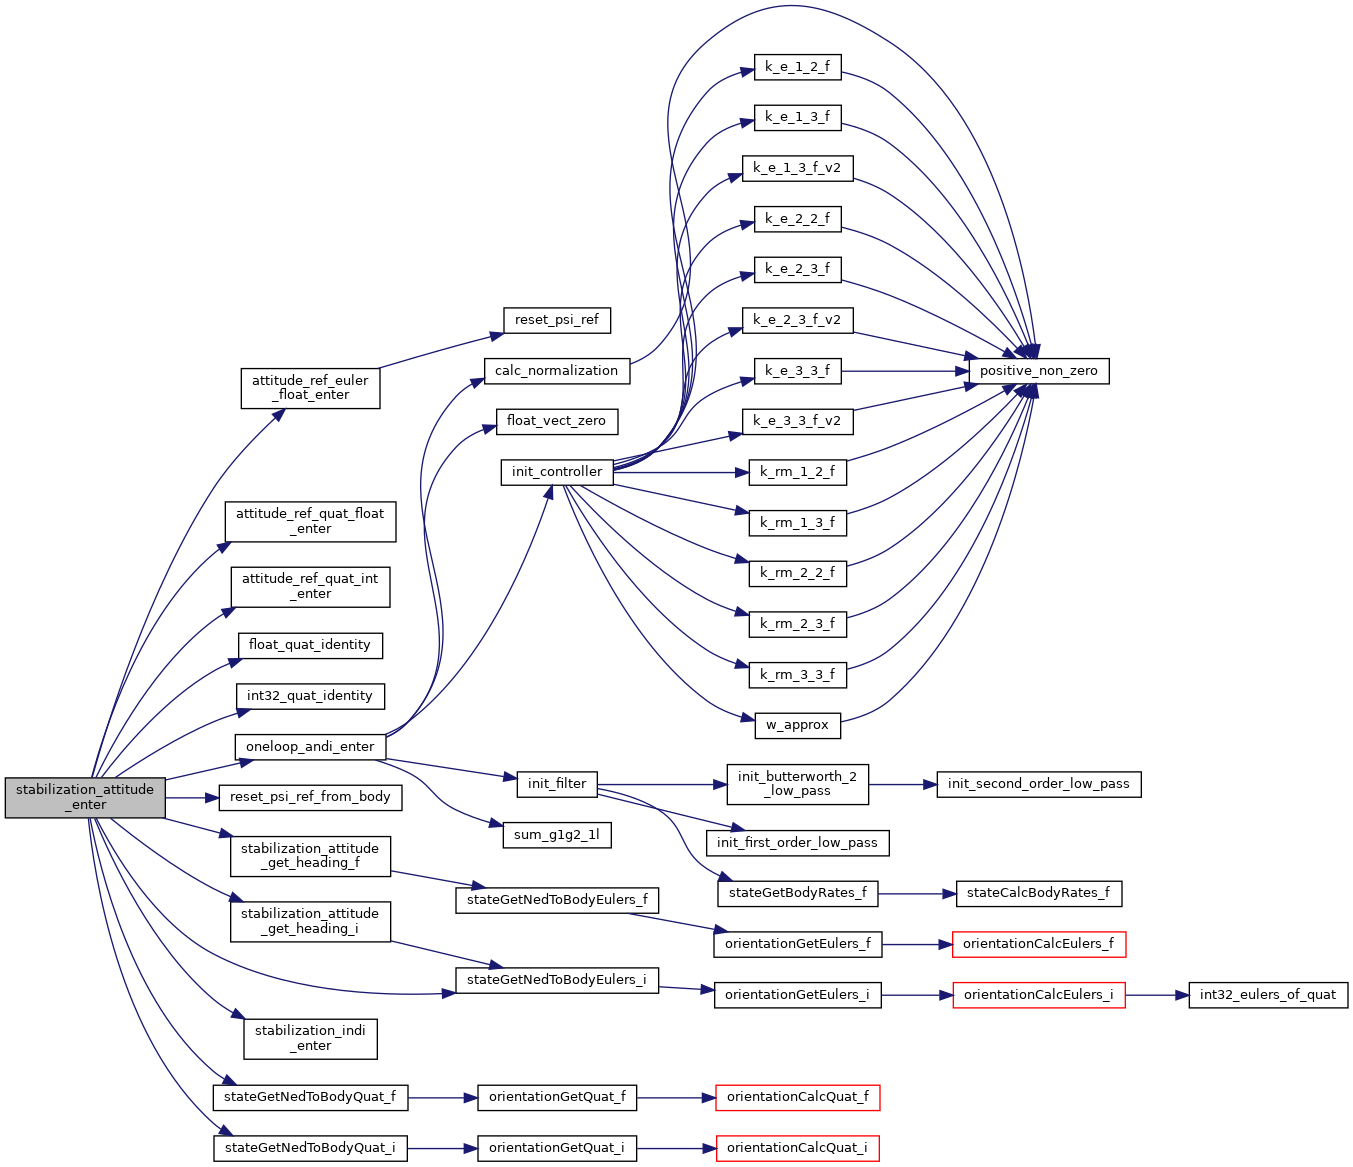 stabilization_attitude
_enter
attitude_ref_euler
_float_enter
attitude_ref_quat_float
_enter
attitude_ref_quat_int
_enter
float_quat_identity
int32_quat_identity
oneloop_andi_enter
reset_psi_ref_from_body
stabilization_attitude
_get_heading_f
stabilization_attitude
_get_heading_i
stabilization_indi
_enter
stateGetNedToBodyQuat_f
stateGetNedToBodyQuat_i
reset_psi_ref
calc_normalization
float_vect_zero
init_controller
init_filter
sum_g1g2_1l
stateGetNedToBodyEulers_f
stateGetNedToBodyEulers_i
orientationGetQuat_f
orientationGetQuat_i
k_e_1_2_f
k_e_1_3_f
k_e_1_3_f_v2
k_e_2_2_f
k_e_2_3_f
k_e_2_3_f_v2
k_e_3_3_f
k_e_3_3_f_v2
k_rm_1_2_f
k_rm_1_3_f
k_rm_2_2_f
k_rm_2_3_f
k_rm_3_3_f
w_approx
init_butterworth_2
_low_pass
init_first_order_low_pass
stateGetBodyRates_f
orientationGetEulers_f
orientationGetEulers_i
orientationCalcQuat_f
orientationCalcQuat_i
positive_non_zero
init_second_order_low_pass
stateCalcBodyRates_f
orientationCalcEulers_f
orientationCalcEulers_i
int32_eulers_of_quat